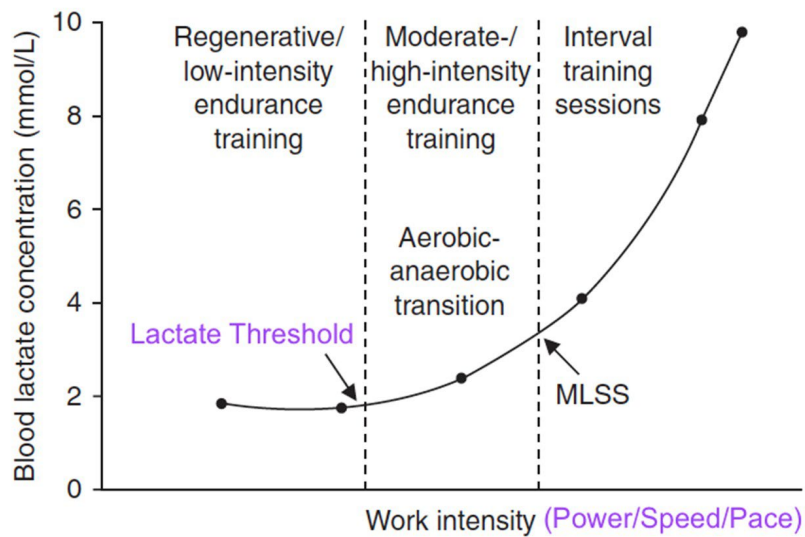 10
8
6
4
2
0
Blood lactate concentration (mmol/L)
Regenerative/
low-intensity
endurance
training
Moderate-/
high-intensity
endurance
training
Interval
training
sessions
Aerobic-
anaerobic
transition
Lactate Threshold
MLSS
Work intensity (Power/Speed/Pace)